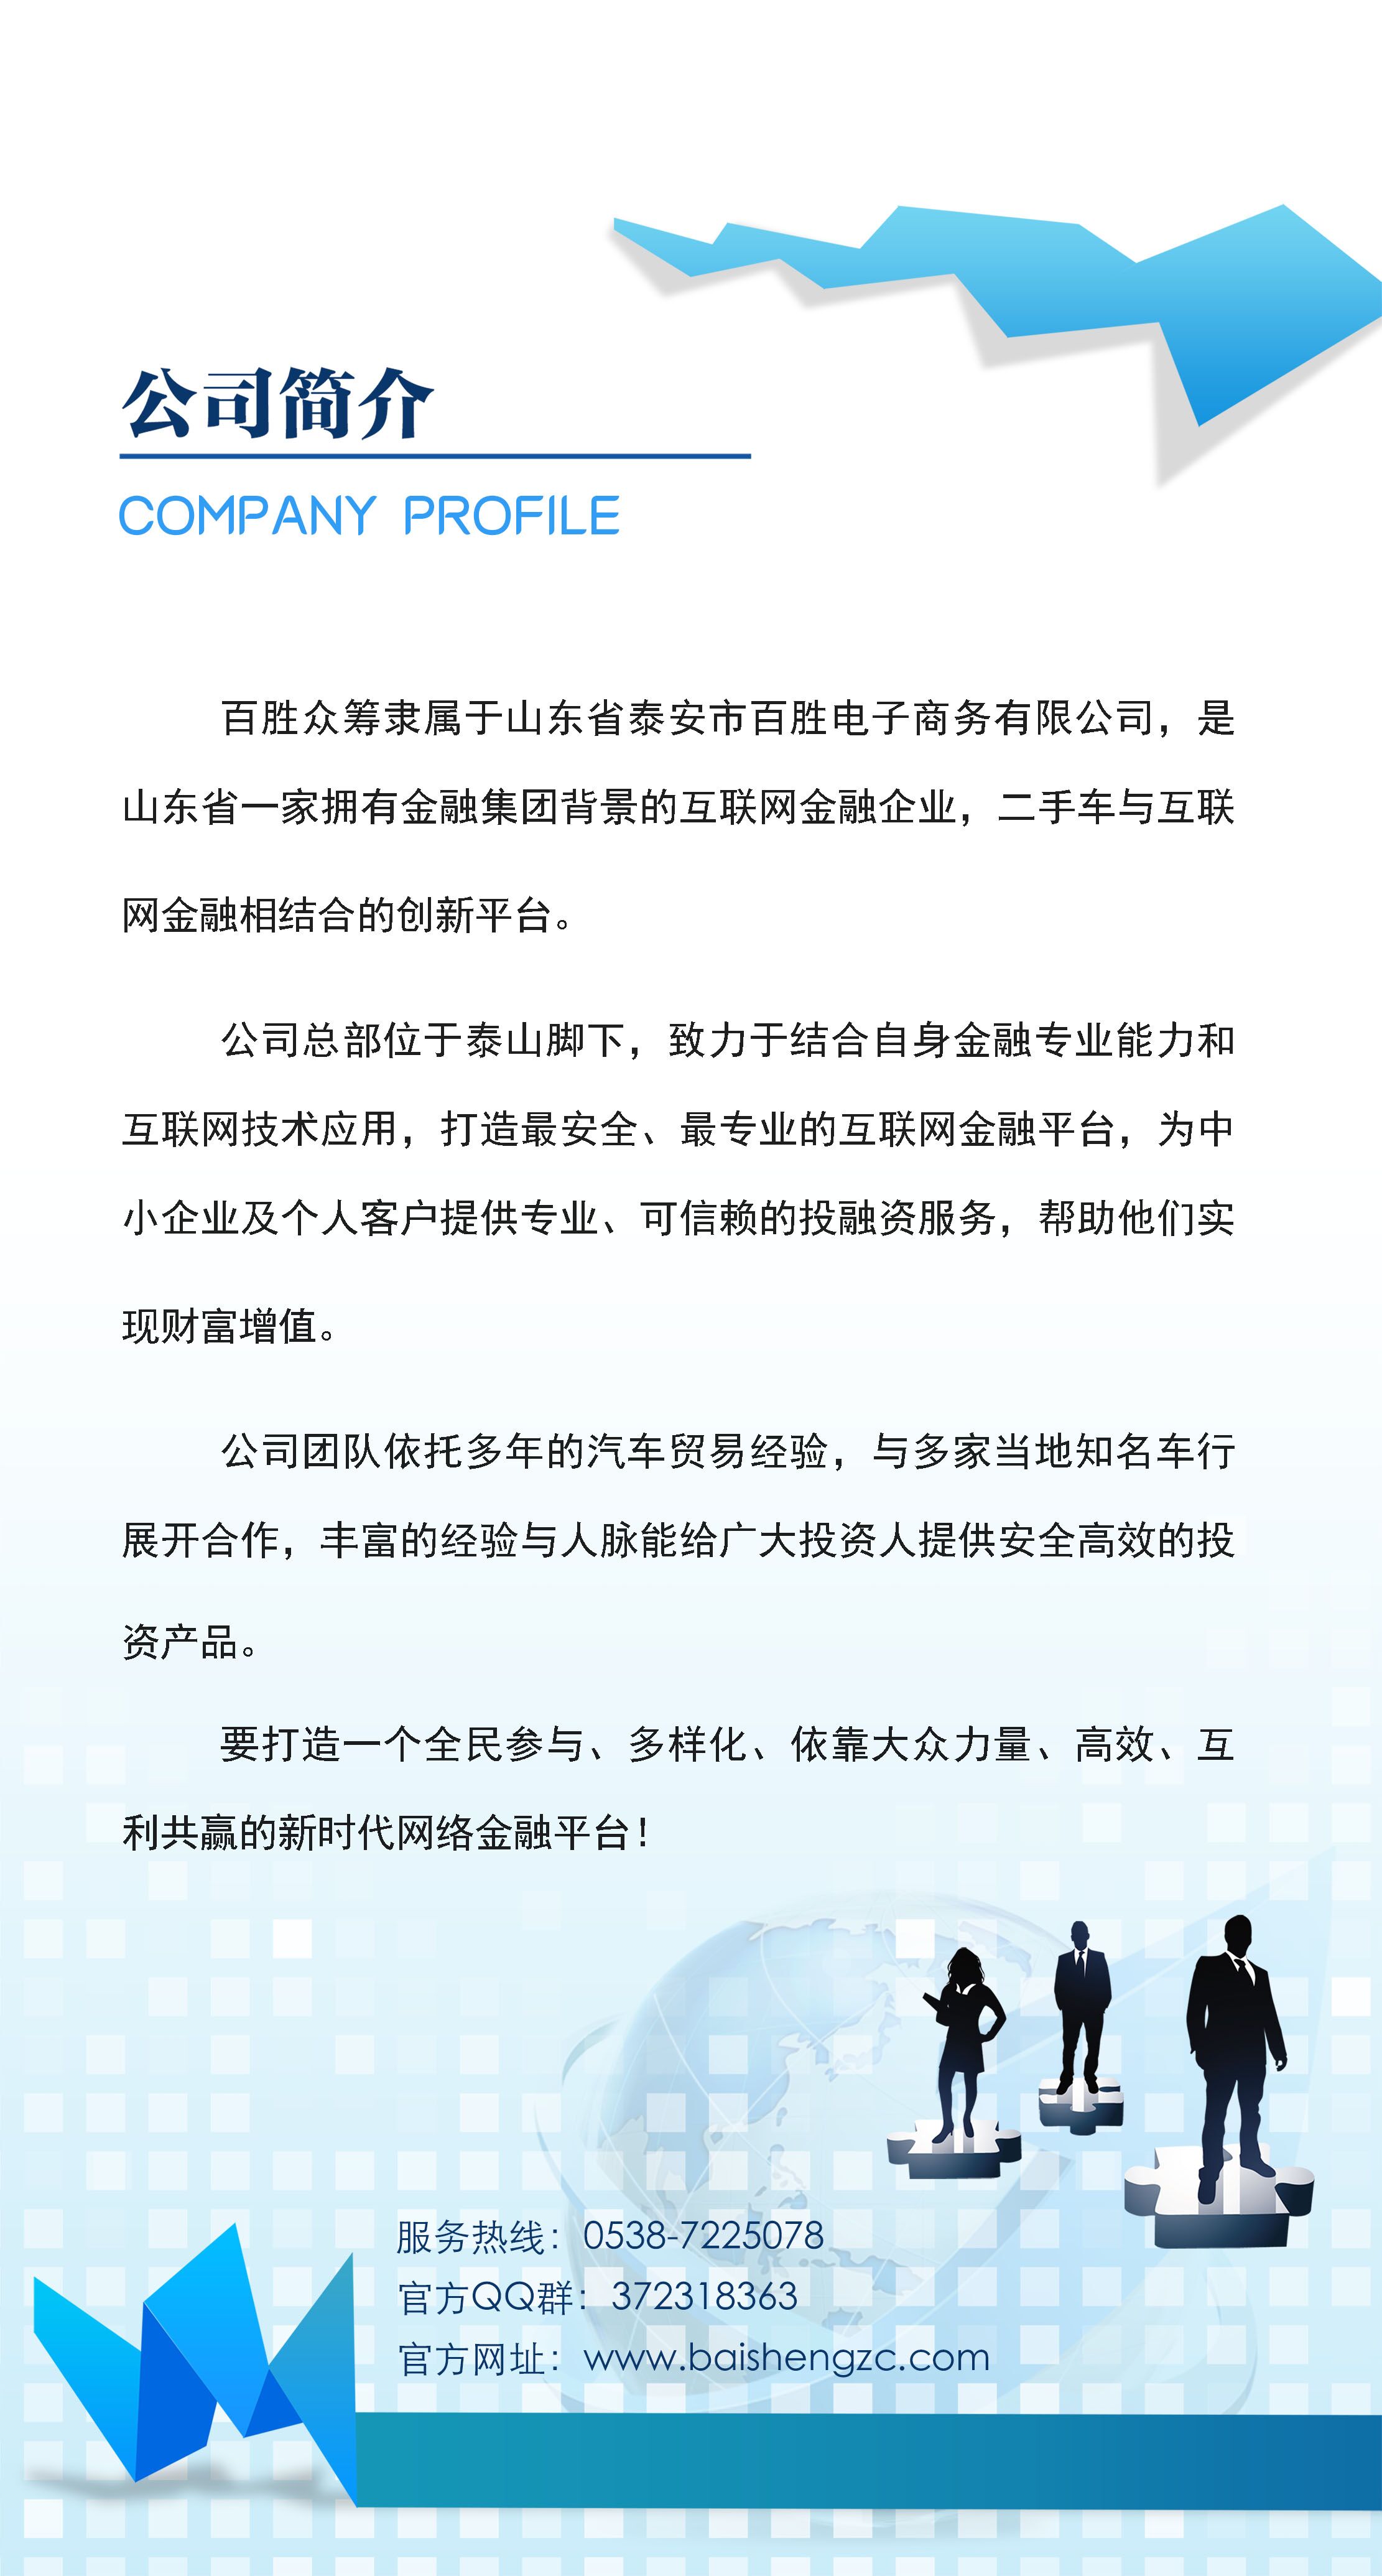 公司简介
COMPANY PROFILE
百胜众筹隶属于山东省泰安市百胜电子商务有限公司，是
山东省一家拥有金融集团背景的互联网金融企业，二手车与互联
网金融相结合的创新平台。
公司总部位于泰山脚下，致力于结合自身金融专业能力和
互联网技术应用，打造最安全、最专业的互联网金融平台，为中
小企业及个人客户提供专业、可信赖的投融资服务，帮助他们实
现财富增值。
公司团队依托多年的汽车贸易经验，与多家当地知名车行
展开合作，丰富的经验与人脉能给广大投资人提供安全高效的投
资产品。
要打造一个全民参与、多样化、依靠大众力量、高效、互
利共赢的新时代网络金融平台！
服务热线：0538-7225078
官方QQ群：372318363
官方网址：www.baishengzc.com